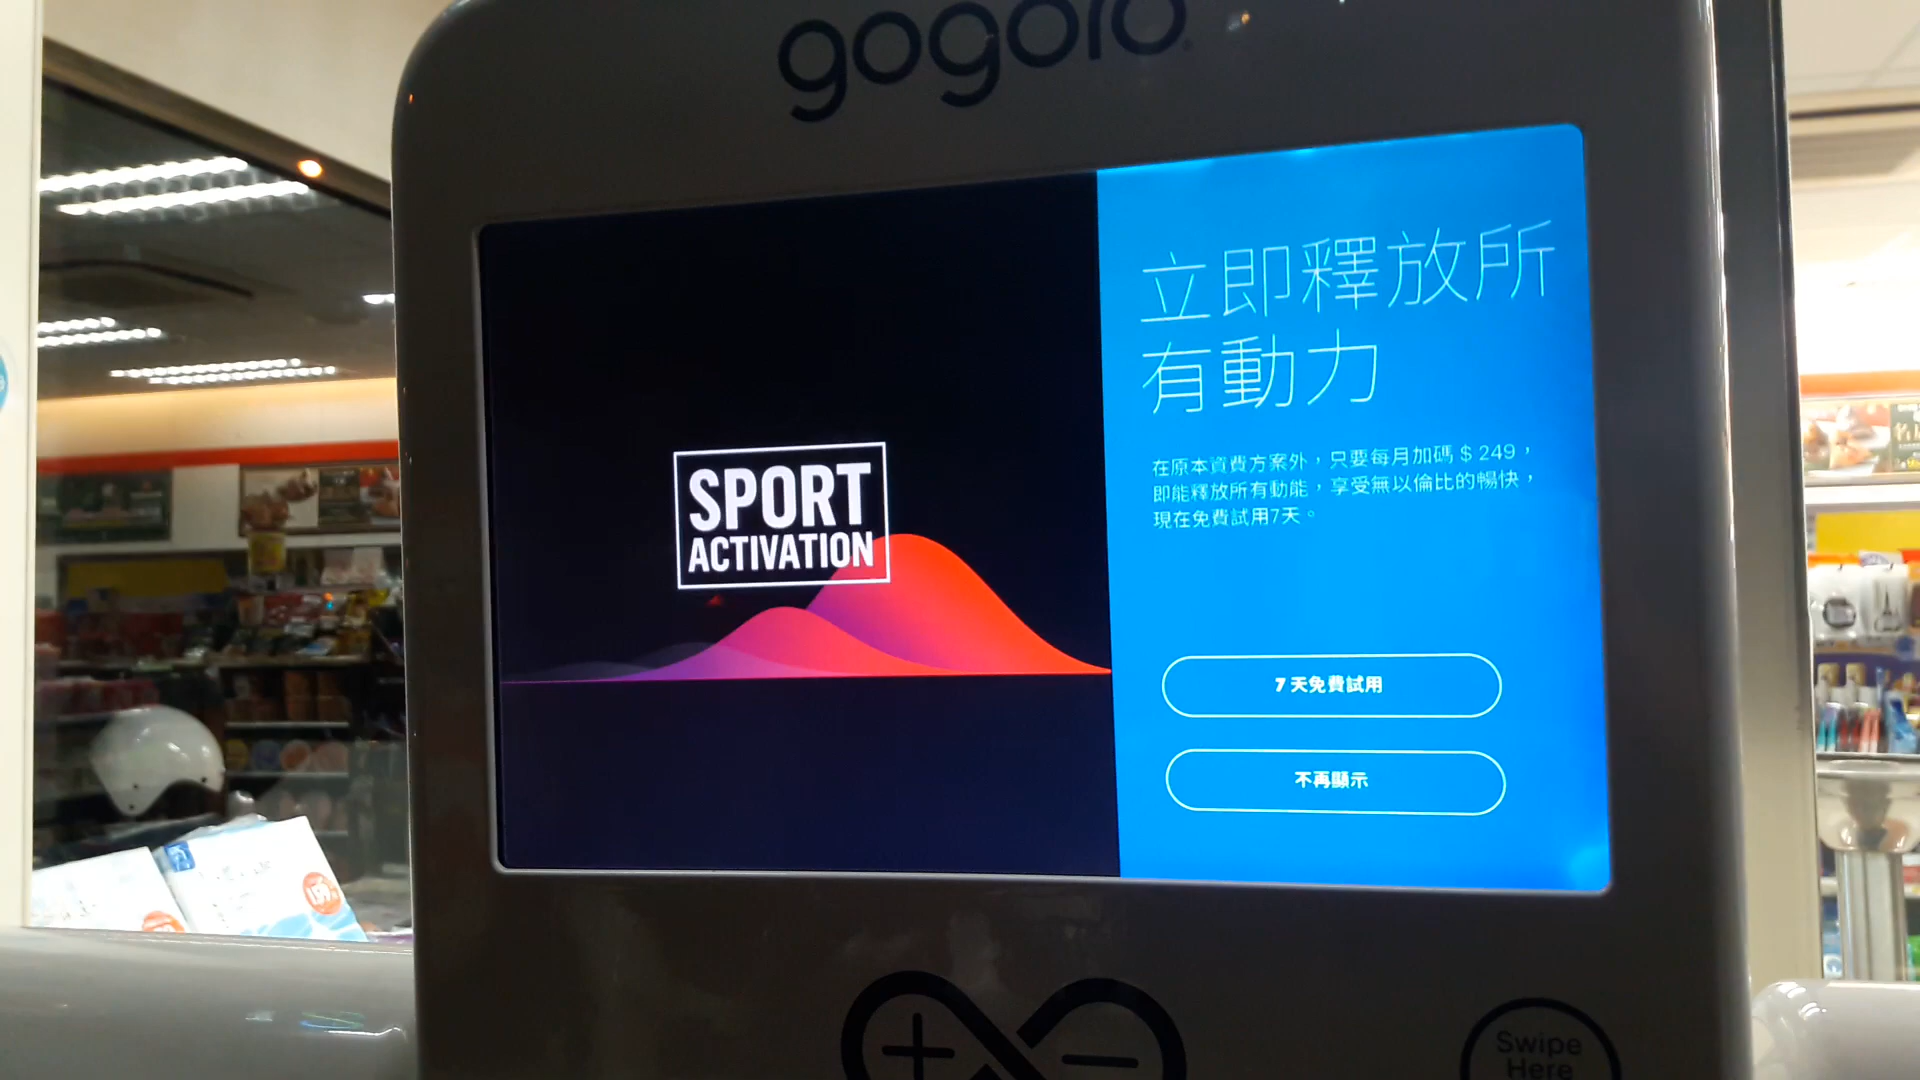 gogoro
SPORT
ACTIVATION
立即釋放所
有動力
在原本資費方案外，只要每月加碼 $ 249，
即能釋放所有動能，享受無以倫比的暢快，
現在免費試用7天。
7 天免費試用
不再顯示
Swipe
Here